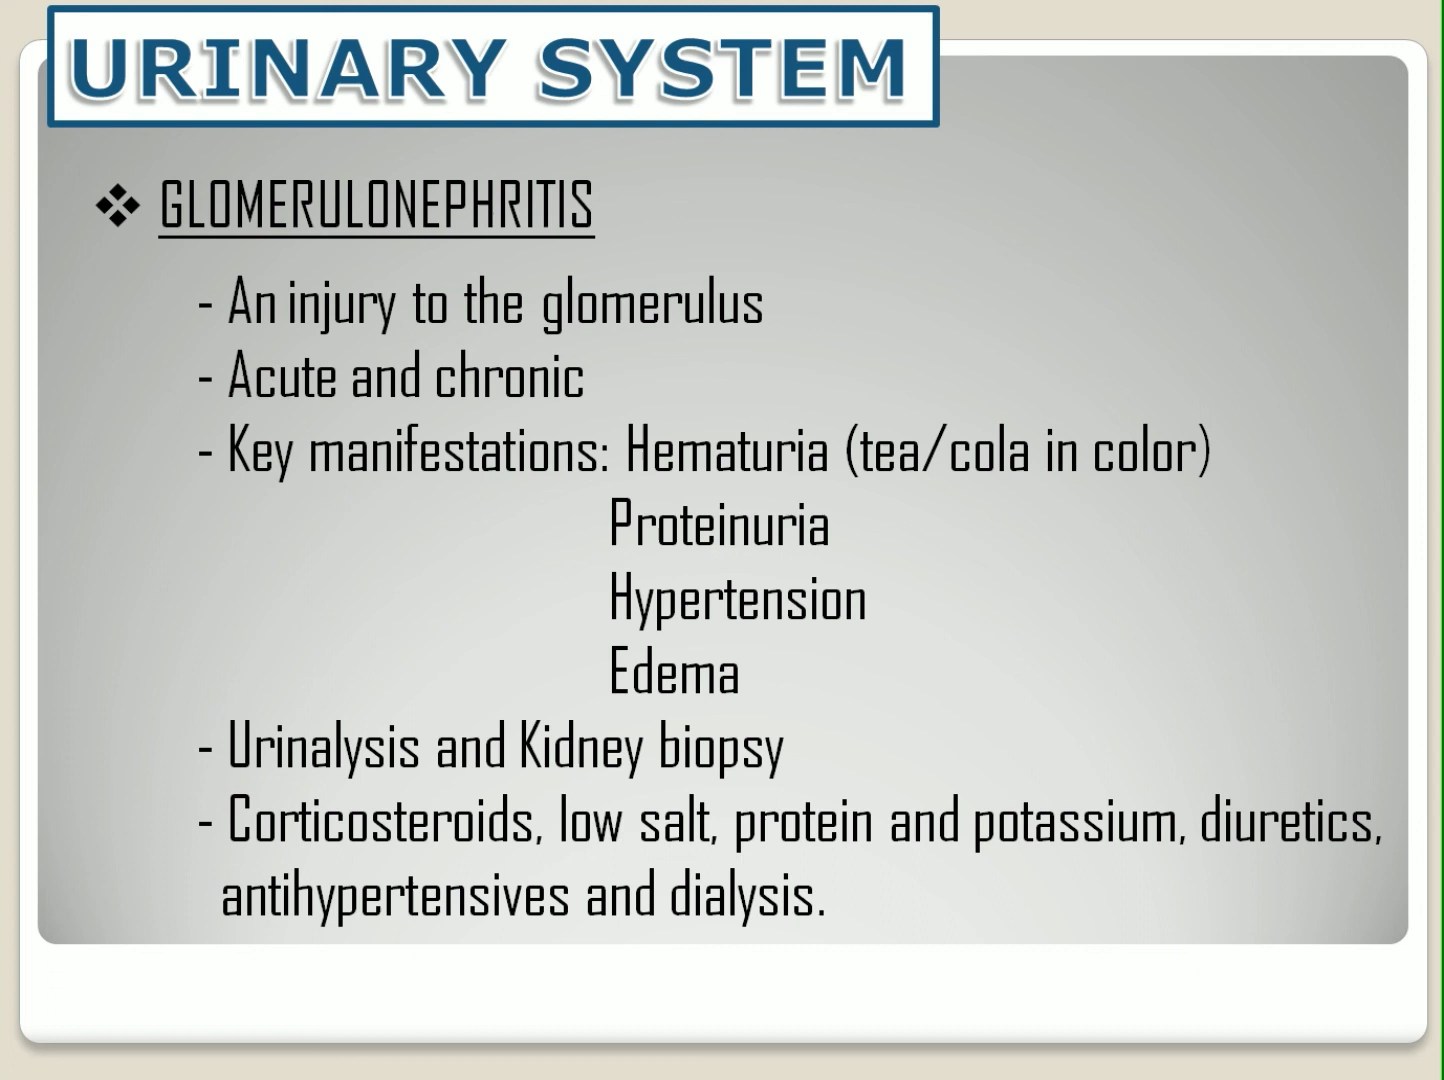 URINARY SYSTEM
❖ GLOMERULONEPHRITIS
- An injury to the glomerulus
- Acute and chronic
- Key manifestations: Hematuria (tea/cola in color)
Proteinuria
Hypertension
Edema
- Urinalysis and Kidney biopsy
- Corticosteroids, low salt, protein and potassium, diuretics,
antihypertensives and dialysis.